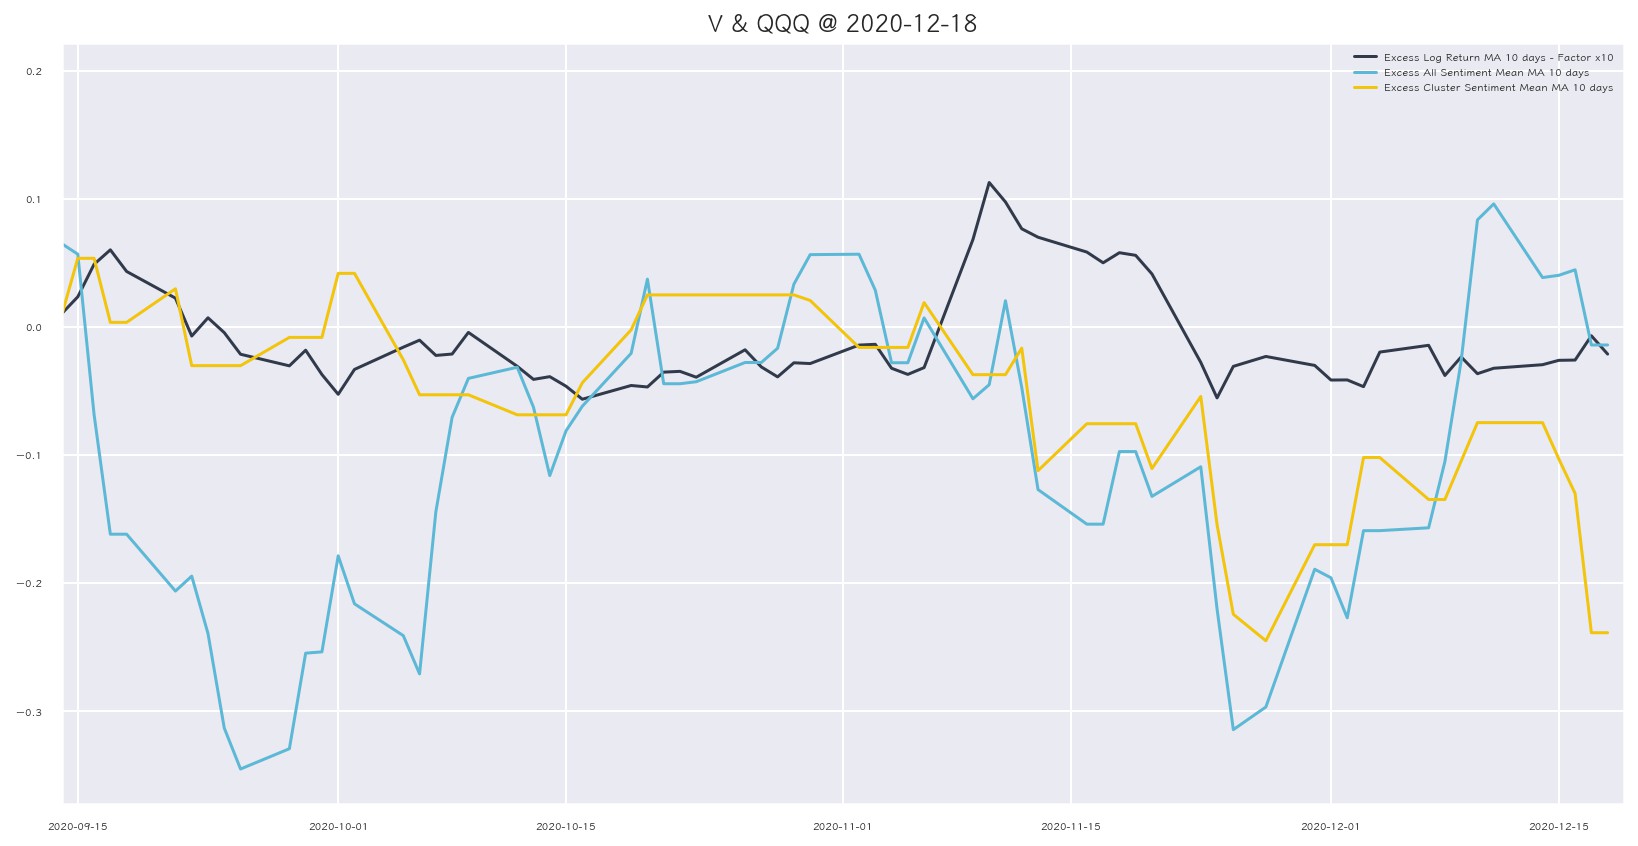 V & QQQ @ 2020-12-18
Excess Log Return MA 10 days - Factor x10
Excess All Sentiment Mean MA 10 days
Excess Cluster Sentiment Mean MA 10 days
0.2
0.1
0.0
−0.1
−0.2
−0.3
2020-09-15 2020-10-01 2020-10-15 2020-11-01 2020-11-15 2020-12-01 2020-12-15